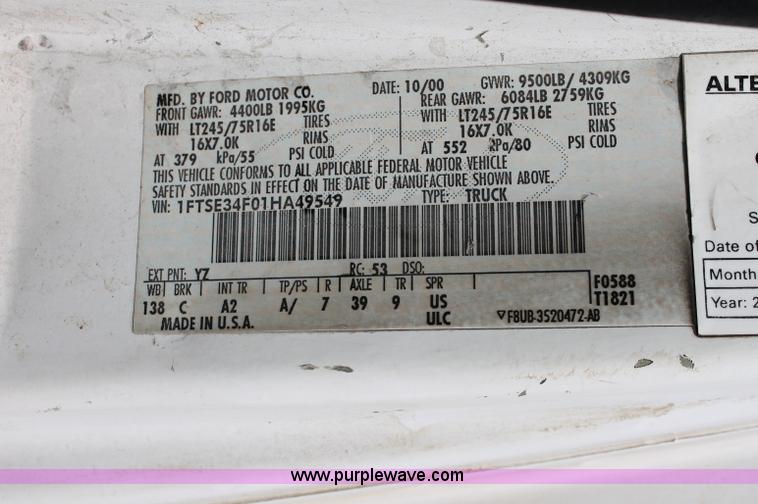 MFD. BY FORD MOTOR CO. DATE: 10/00 GVWR: 9500LB/ 4309KG
FRONT GAWR: 4400LB 1995KG REAR GAWR: 6084LB 2759KG
WITH LT245/75R16E TIRES WITH LT245/75R16E TIRES
16X7.0K RIMS 16X7.0K RIMS
AT 379 kPa/55 PSI COLD AT 552 kPa/80 PSI COLD
THIS VEHICLE CONFORMS TO ALL APPLICABLE FEDERAL MOTOR VEHICLE
SAFETY STANDARDS IN EFFECT ON THE DATE OF MANUFACTURE SHOWN ABOVE.
VIN: 1FTSE34F01HA49549 TYPE: TRUCK
EXT PNT: YZ RC: 53 DSO:
WB BRK INT TR TP/PS R AXLE TR SPR F0588
138 C A2 A/ 7 39 9 US T1821
MADE IN U.S.A. ULC F8UB-3520472-AB
ALTE
S
Date of
Month
Year: 2
www.purplewave.com